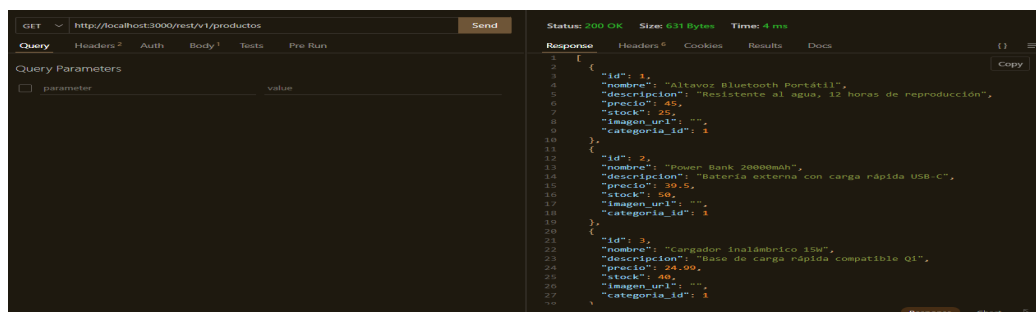 GET http://localhost:3000/rest/v1/productos Send
Query Headers 2 Auth Body 1 Tests Pre Run
Query Parameters
parameter value
Status: 200 OK Size: 631 Bytes Time: 4 ms
Response Headers 6 Cookies Results Docs {}
Copy
1 [
2 {
3 "id": 1,
4 "nombre": "Altavoz Bluetooth Portátil",
5 "descripcion": "Resistente al agua, 12 horas de reproducción",
6 "precio": 45,
7 "stock": 25,
8 "imagen_url": "",
9 "categoria_id": 1
10 },
11 {
12 "id": 2,
13 "nombre": "Power Bank 20000mAh",
14 "descripcion": "Batería externa con carga rápida USB-C",
15 "precio": 39.5,
16 "stock": 50,
17 "imagen_url": "",
18 "categoria_id": 1
19 },
20 {
21 "id": 3,
22 "nombre": "Cargador inalámbrico 15W",
23 "descripcion": "Base de carga rápida compatible Qi",
24 "precio": 24.99,
25 "stock": 40,
26 "imagen_url": "",
27 "categoria_id": 1